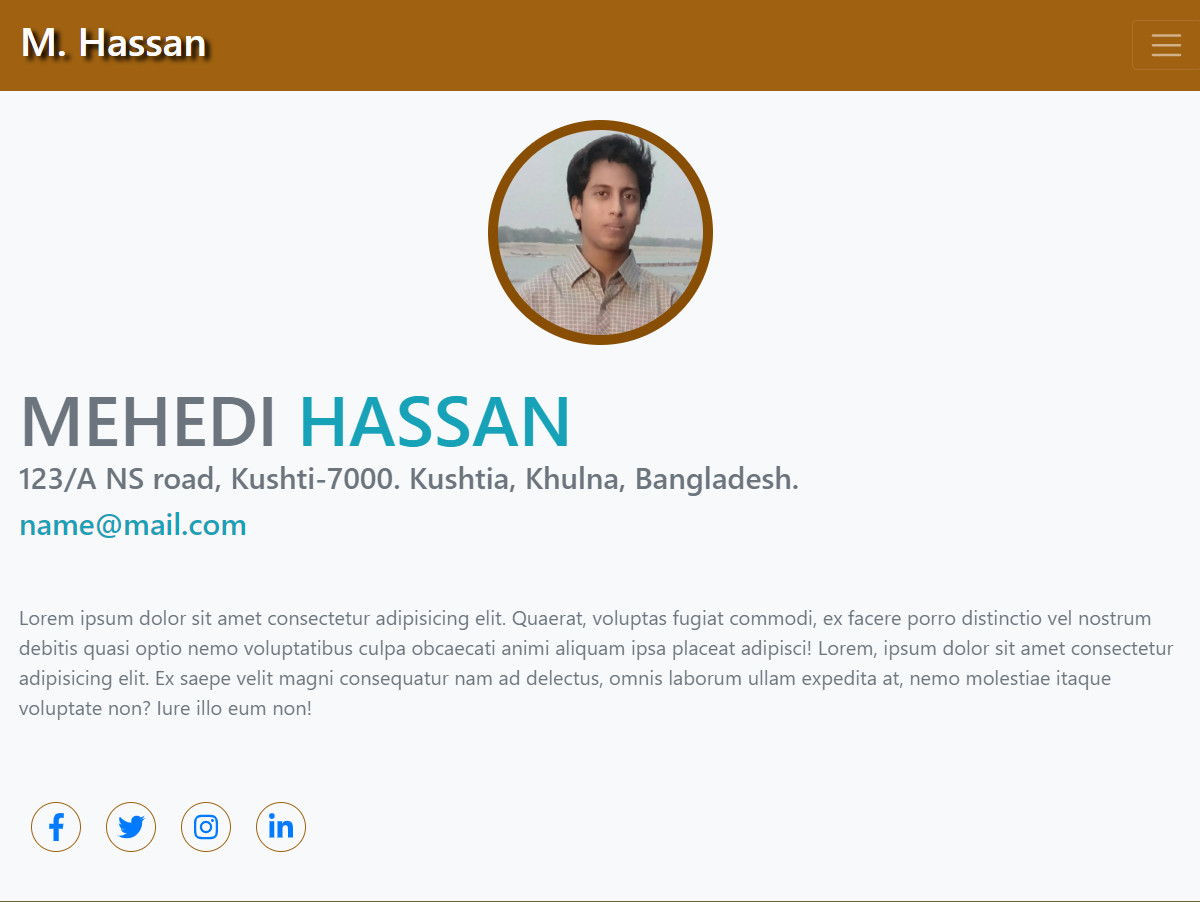 M. Hassan
MEHEDI HASSAN
123/A NS road, Kushti-7000. Kushtia, Khulna, Bangladesh.
name@mail.com
Lorem ipsum dolor sit amet consectetur adipisicing elit. Quaerat, voluptas fugiat commodi, ex facere porro distinctio vel nostrum
debitis quasi optio nemo voluptatibus culpa obcaecati animi aliquam ipsa placeat adipisci! Lorem, ipsum dolor sit amet consectetur
adipisicing elit. Ex saepe velit magni consequatur nam ad delectus, omnis laborum ullam expedita at, nemo molestiae itaque
voluptate non? Iure illo eum non!